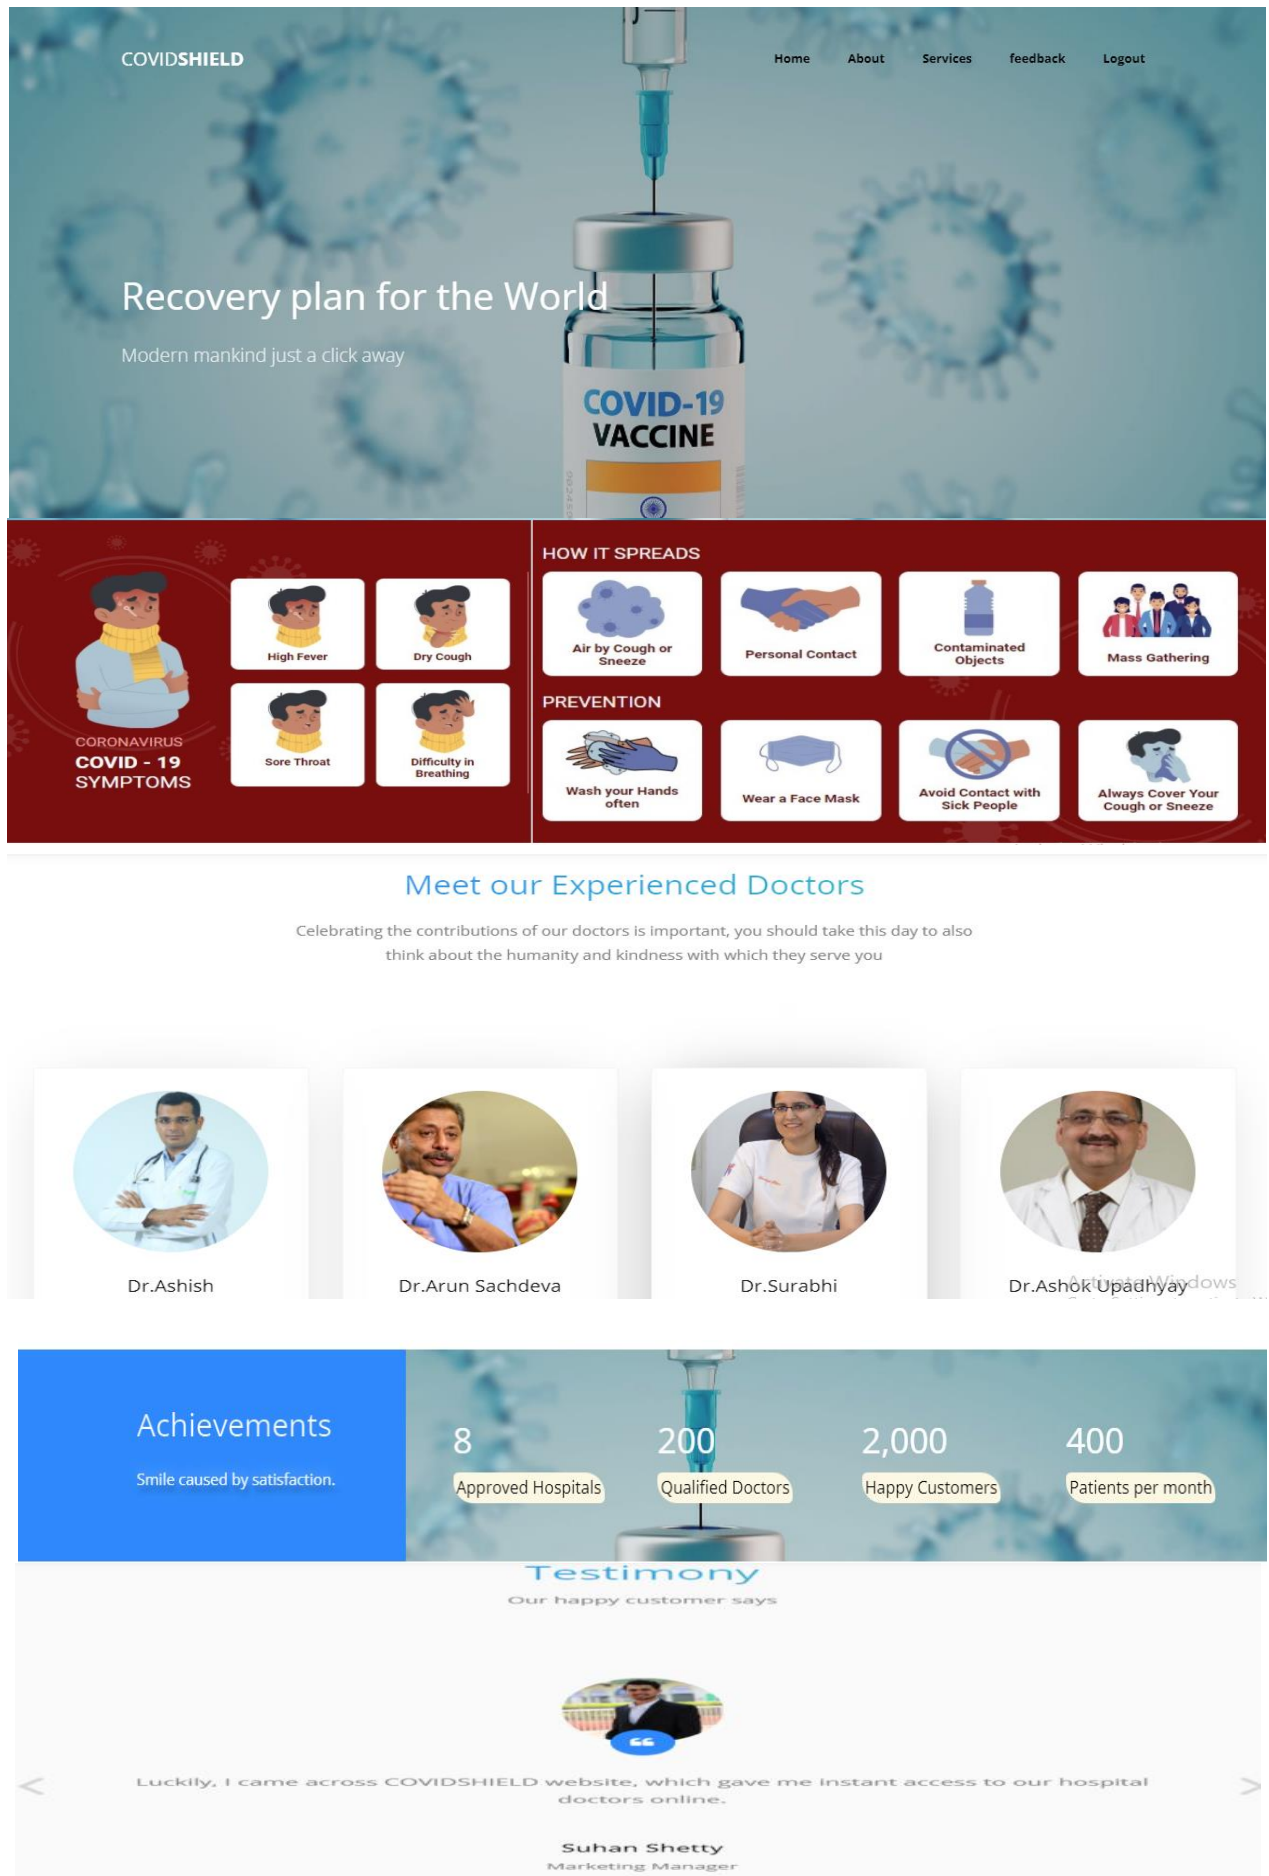 COVIDSHIELD
Home About Services feedback Logout
Recovery plan for the World
Modern mankind just a click away
COVID-19
VACCINE
CORONAVIRUS
COVID - 19
SYMPTOMS
High Fever
Dry Cough
Sore Throat
Difficulty in
Breathing
HOW IT SPREADS
Air by Cough or
Sneeze
Personal Contact
Contaminated
Objects
Mass Gathering
PREVENTION
Wash your Hands
often
Wear a Face Mask
Avoid Contact with
Sick People
Always Cover Your
Cough or Sneeze
Meet our Experienced Doctors
Celebrating the contributions of our doctors is important, you should take this day to also
think about the humanity and kindness with which they serve you
Dr.Ashish
Dr.Arun Sachdeva
Dr.Surabhi
Dr.Ashok Upadhyay
Activate Windows
Achievements
Smile caused by satisfaction.
8
Approved Hospitals
200
Qualified Doctors
2,000
Happy Customers
400
Patients per month
Testimony
Our happy customer says
Luckily, I came across COVIDSHIELD website, which gave me instant access to our hospital
doctors online.
Suhan Shetty
Marketing Manager